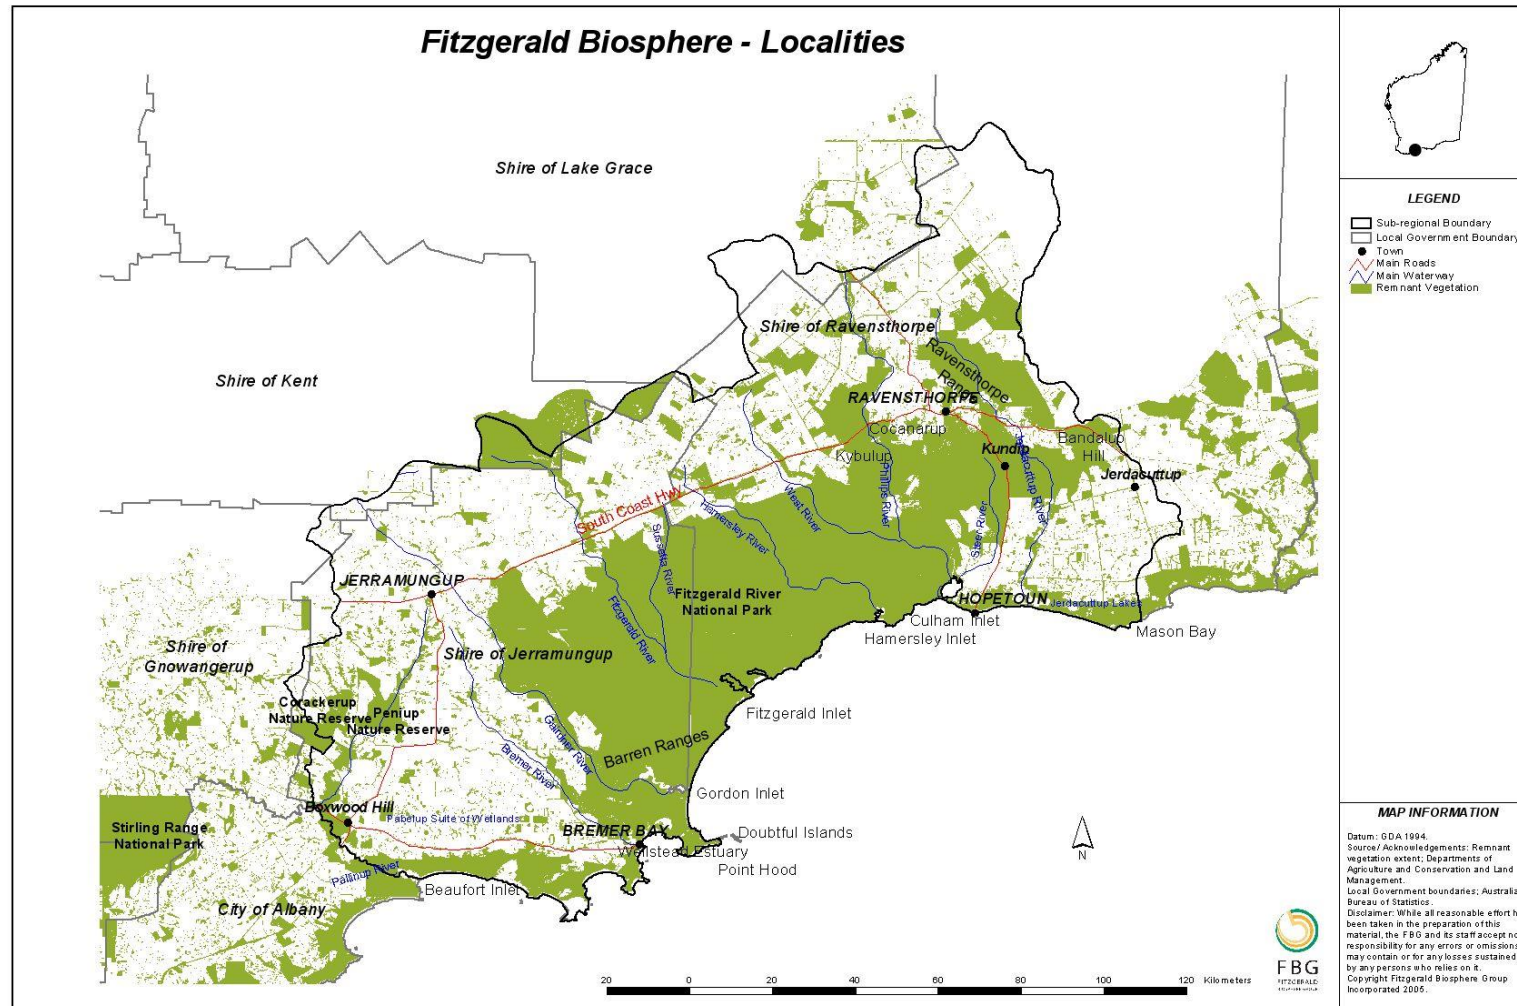 Fitzgerald Biosphere - Localities
Shire of Lake Grace
Shire of Kent
Shire of Ravensthorpe
Ravensthorpe
Range
RAVENSTHORPE
Cocanarup
Kybulup
Kundip
Bandalup
Hill
Jerdacuttup
Jerdacuttup River
Phillips River
West River
Steer River
South Coast Hwy
Hamersley River
Sussetta River
Fitzgerald River
JERRAMUNGUP
Fitzgerald River
National Park
HOPETOUN
Jerdacuttup Lakes
Culham Inlet
Hamersley Inlet
Mason Bay
Shire of
Gnowangerup
Shire of Jerramungup
Corackerup
Nature Reserve
Peniup
Nature Reserve
Fitzgerald Inlet
Gairdner River
Bremer River
Barren Ranges
Gordon Inlet
Boxwood Hill
Pabelup Suite of Wetlands
Stirling Range
National Park
BREMER BAY
Doubtful Islands
Wellstead Estuary
Point Hood
Pallinup River
Beaufort Inlet
City of Albany
N
20 0 20 40 60 80 100 120 Kilometers
LEGEND
Sub-regional Boundary
Local Government Boundary
Town
Main Roads
Main Waterway
Remnant Vegetation
MAP INFORMATION
Datum: GDA 1994.
Source/ Acknowledgements: Remnant
vegetation extent; Departments of
Agriculture and Conservation and Land
Management.
Local Government boundaries; Australia
Bureau of Statistics.
Disclaimer: While all reasonable effort h
been taken in the preparation of this
material, the FBG and its staff accept no
responsibility for any errors or omissions
may contain or for any losses sustained
by any persons who relies on it.
Copyright Fitzgerald Biosphere Group
Incorporated 2005.
FBG
FITZGERALD